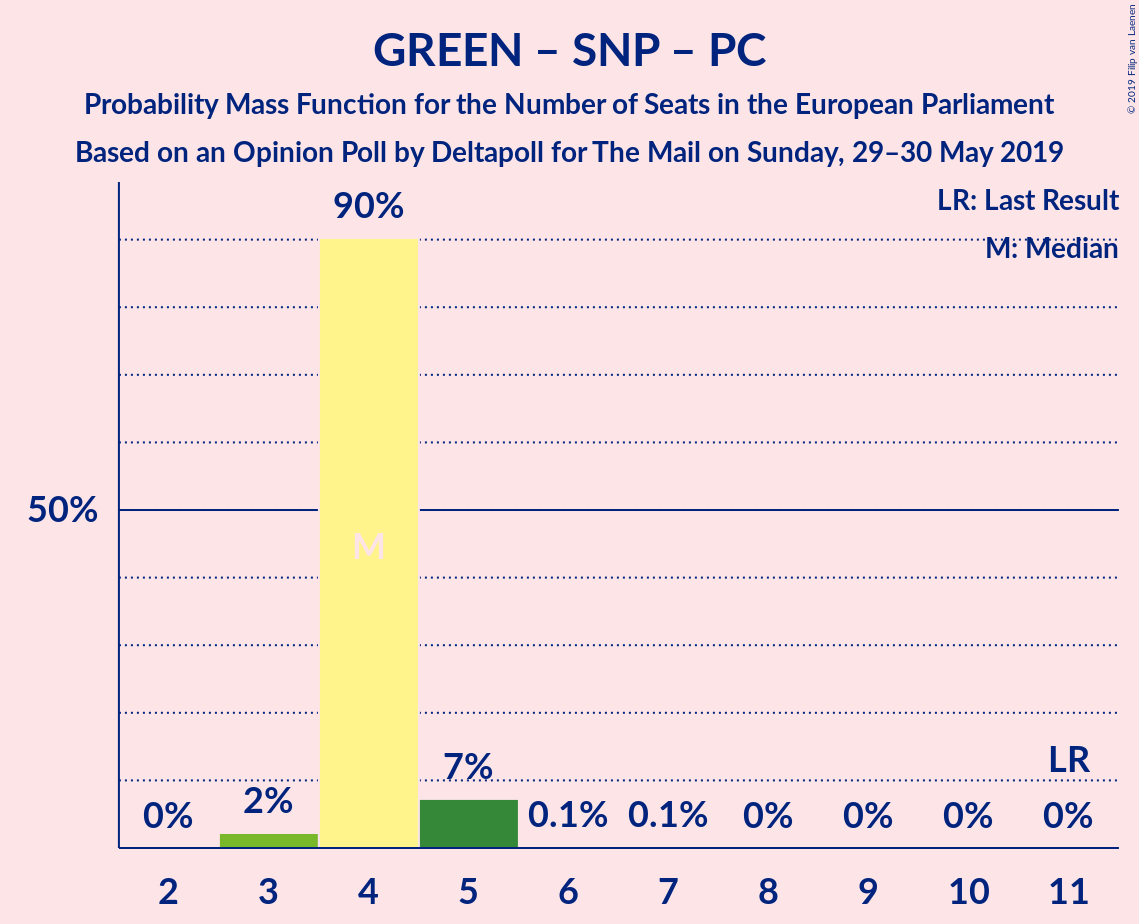 GREEN – SNP – PC
Probability Mass Function for the Number of Seats in the European Parliament
Based on an Opinion Poll by Deltapoll for The Mail on Sunday, 29–30 May 2019
© 2019 Filip van Laenen
LR: Last Result
M: Median
90%
50%
M
7%
LR
2%
0%
0.1%
0.1%
0%
0%
0%
0%
2 3 4 5 6 7 8 9 10 11